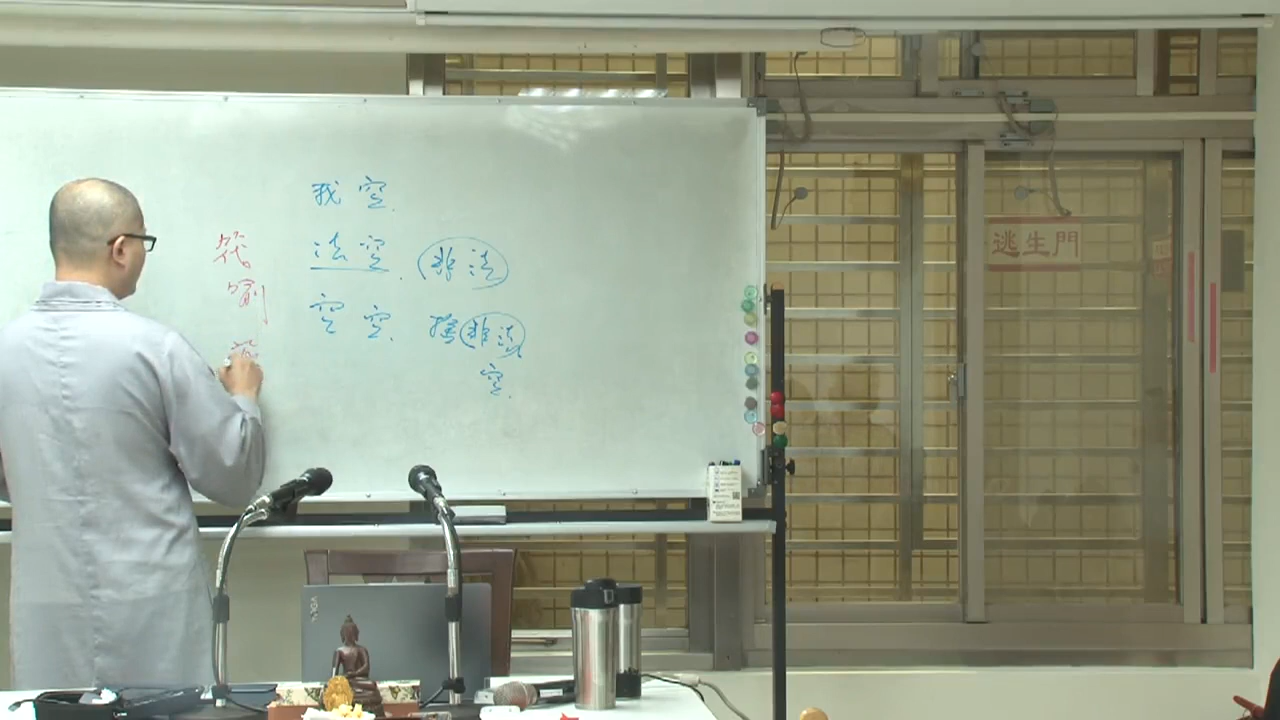 我空.
法空. 非法
空空. 捨非法
空.
筏
喻
逃生門